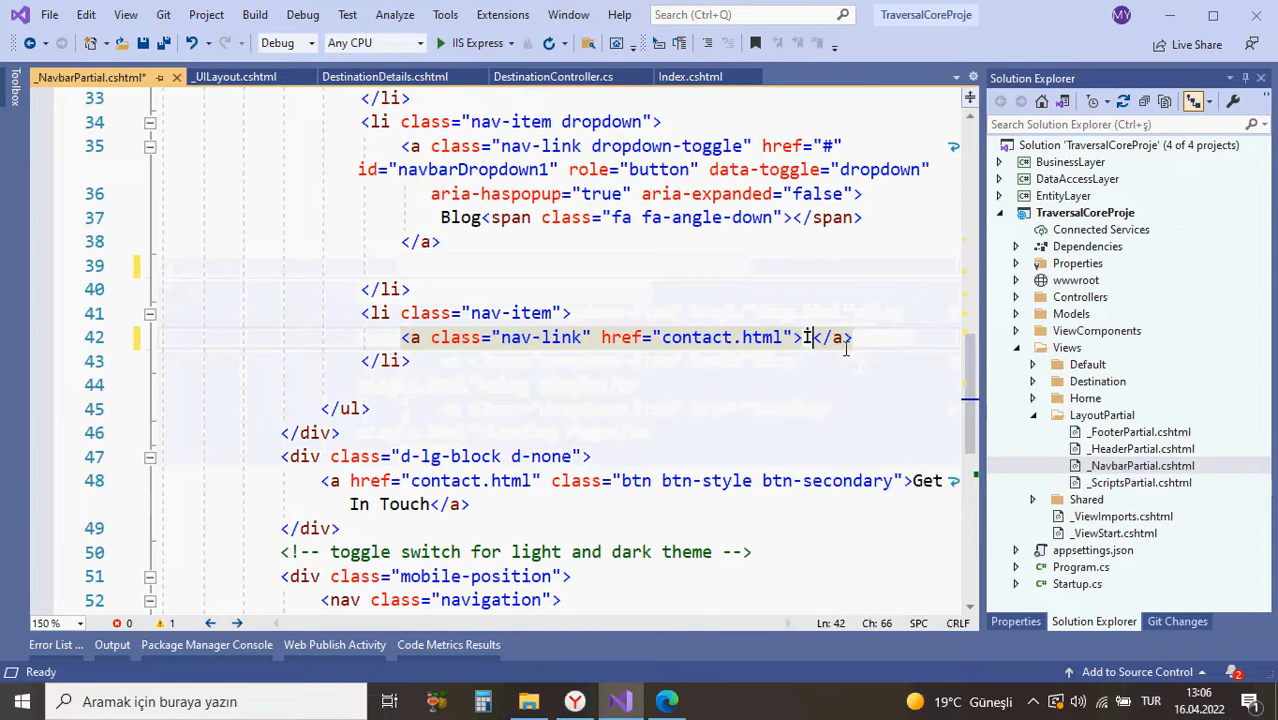 File Edit View Git Project Build Debug Test Analyze Tools Extensions Window Help Search (Ctrl+Q) TraversalCoreProje MY
Debug Any CPU IIS Express Live Share
Toolbox
_NavbarPartial.cshtml* _UILayout.cshtml DestinationDetails.cshtml DestinationController.cs Index.cshtml
33 </li>
34 <li class="nav-item dropdown">
35 <a class="nav-link dropdown-toggle" href="#"
id="navbarDropdown1" role="button" data-toggle="dropdown"
36 aria-haspopup="true" aria-expanded="false">
37 Blog<span class="fa fa-angle-down"></span>
38 </a>
39
40 </li>
41 <li class="nav-item">
42 <a class="nav-link" href="contact.html">İ</a>
43 </li>
44
45 </ul>
46 </div>
47 <div class="d-lg-block d-none">
48 <a href="contact.html" class="btn btn-style btn-secondary">Get
In Touch</a>
49 </div>
50 <!-- toggle switch for light and dark theme -->
51 <div class="mobile-position">
52 <nav class="navigation">
150 % 0 1 Ln: 42 Ch: 66 SPC CRLF
Solution Explorer
Search Solution Explorer (Ctrl+ş)
Solution 'TraversalCoreProje' (4 of 4 projects)
BusinessLayer
DataAccessLayer
EntityLayer
TraversalCoreProje
Connected Services
Dependencies
Properties
wwwroot
Controllers
Models
ViewComponents
Views
Default
Destination
Home
LayoutPartial
_FooterPartial.cshtml
_HeaderPartial.cshtml
_NavbarPartial.cshtml
_ScriptsPartial.cshtml
Shared
_ViewImports.cshtml
_ViewStart.cshtml
appsettings.json
Program.cs
Startup.cs
Properties Solution Explorer Git Changes
Error List ... Output Package Manager Console Web Publish Activity Code Metrics Results
Ready Add to Source Control 2
Aramak için buraya yazın 19°C Güneşli TUR 13:06
16.04.2022 1